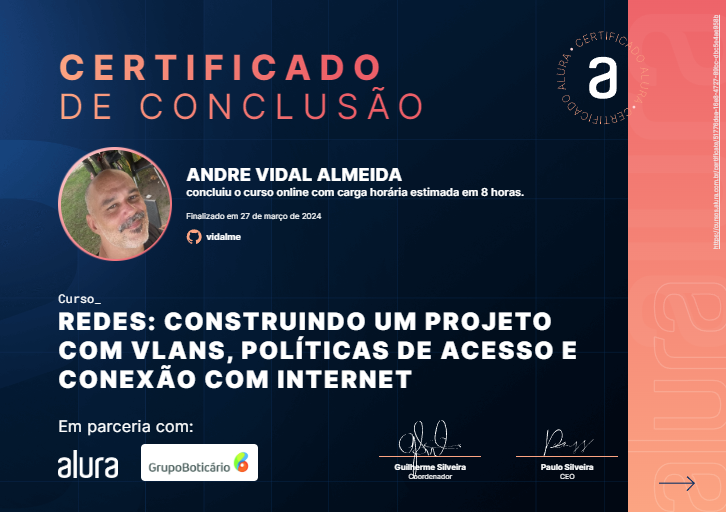 CERTIFICADO
DE CONCLUSÃO
ALURA • CERTIFICADO ALURA • CERTIFICADO
a
ANDRE VIDAL ALMEIDA
concluiu o curso online com carga horária estimada em 8 horas.
Finalizado em 27 de março de 2024
vidalme
Curso_
REDES: CONSTRUINDO UM PROJETO
COM VLANS, POLÍTICAS DE ACESSO E
CONEXÃO COM INTERNET
Em parceria com:
alura
GrupoBoticário
Guilherme Silveira
Coordenador
Paulo Silveira
CEO
alura